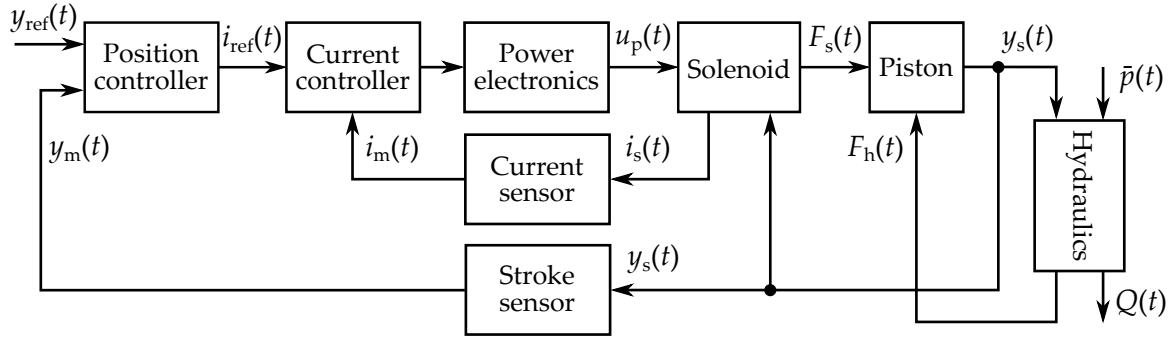 y_ref(t)
i_ref(t)
u_p(t)
F_s(t)
y_s(t)
Position
controller
Current
controller
Power
electronics
Solenoid
Piston
p̄(t)
y_m(t)
i_m(t)
i_s(t)
F_h(t)
Current
sensor
Hydraulics
Stroke
sensor
y_s(t)
Q(t)